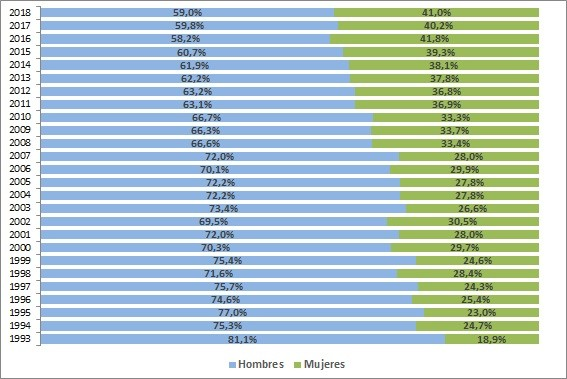 2018 59,0% 41,0%
2017 59,8% 40,2%
2016 58,2% 41,8%
2015 60,7% 39,3%
2014 61,9% 38,1%
2013 62,2% 37,8%
2012 63,2% 36,8%
2011 63,1% 36,9%
2010 66,7% 33,3%
2009 66,3% 33,7%
2008 66,6% 33,4%
2007 72,0% 28,0%
2006 70,1% 29,9%
2005 72,2% 27,8%
2004 72,2% 27,8%
2003 73,4% 26,6%
2002 69,5% 30,5%
2001 72,0% 28,0%
2000 70,3% 29,7%
1999 75,4% 24,6%
1998 71,6% 28,4%
1997 75,7% 24,3%
1996 74,6% 25,4%
1995 77,0% 23,0%
1994 75,3% 24,7%
1993 81,1% 18,9%
Hombres Mujeres